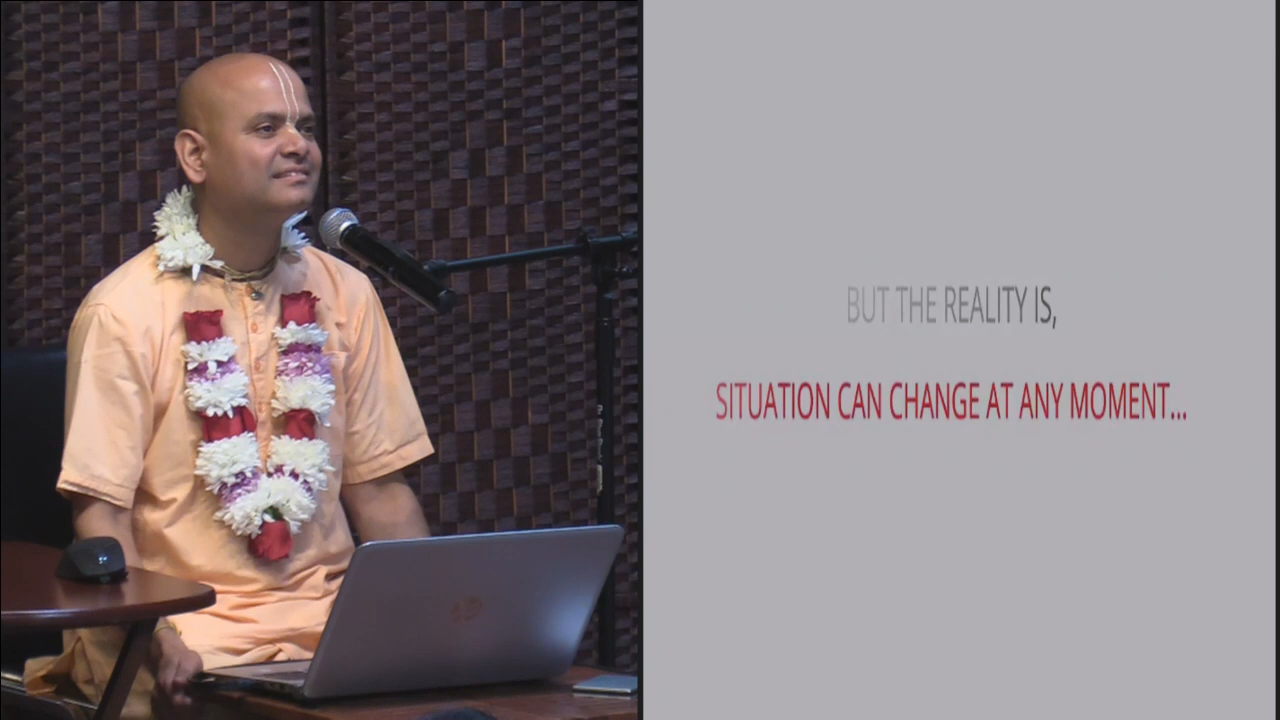 BUT THE REALITY IS,
SITUATION CAN CHANGE AT ANY MOMENT...